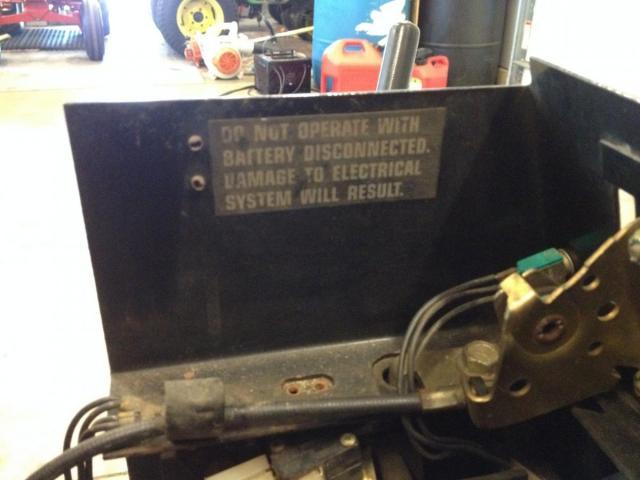 DO NOT OPERATE WITH
BATTERY DISCONNECTED.
DAMAGE TO ELECTRICAL
SYSTEM WILL RESULT.